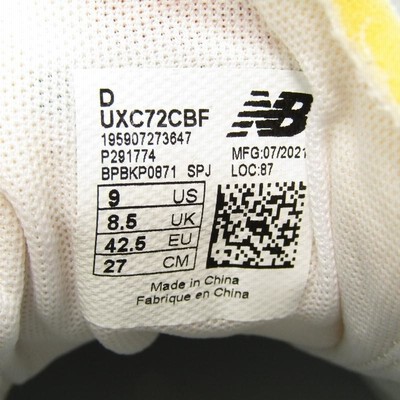 D
UXC72CBF
195907273647
P291774
BPBKP0871 SPJ
NB
MFG:07/2021
LOC:87
9 US
8.5 UK
42.5 EU
27 CM
Made in China
Fabrique en China